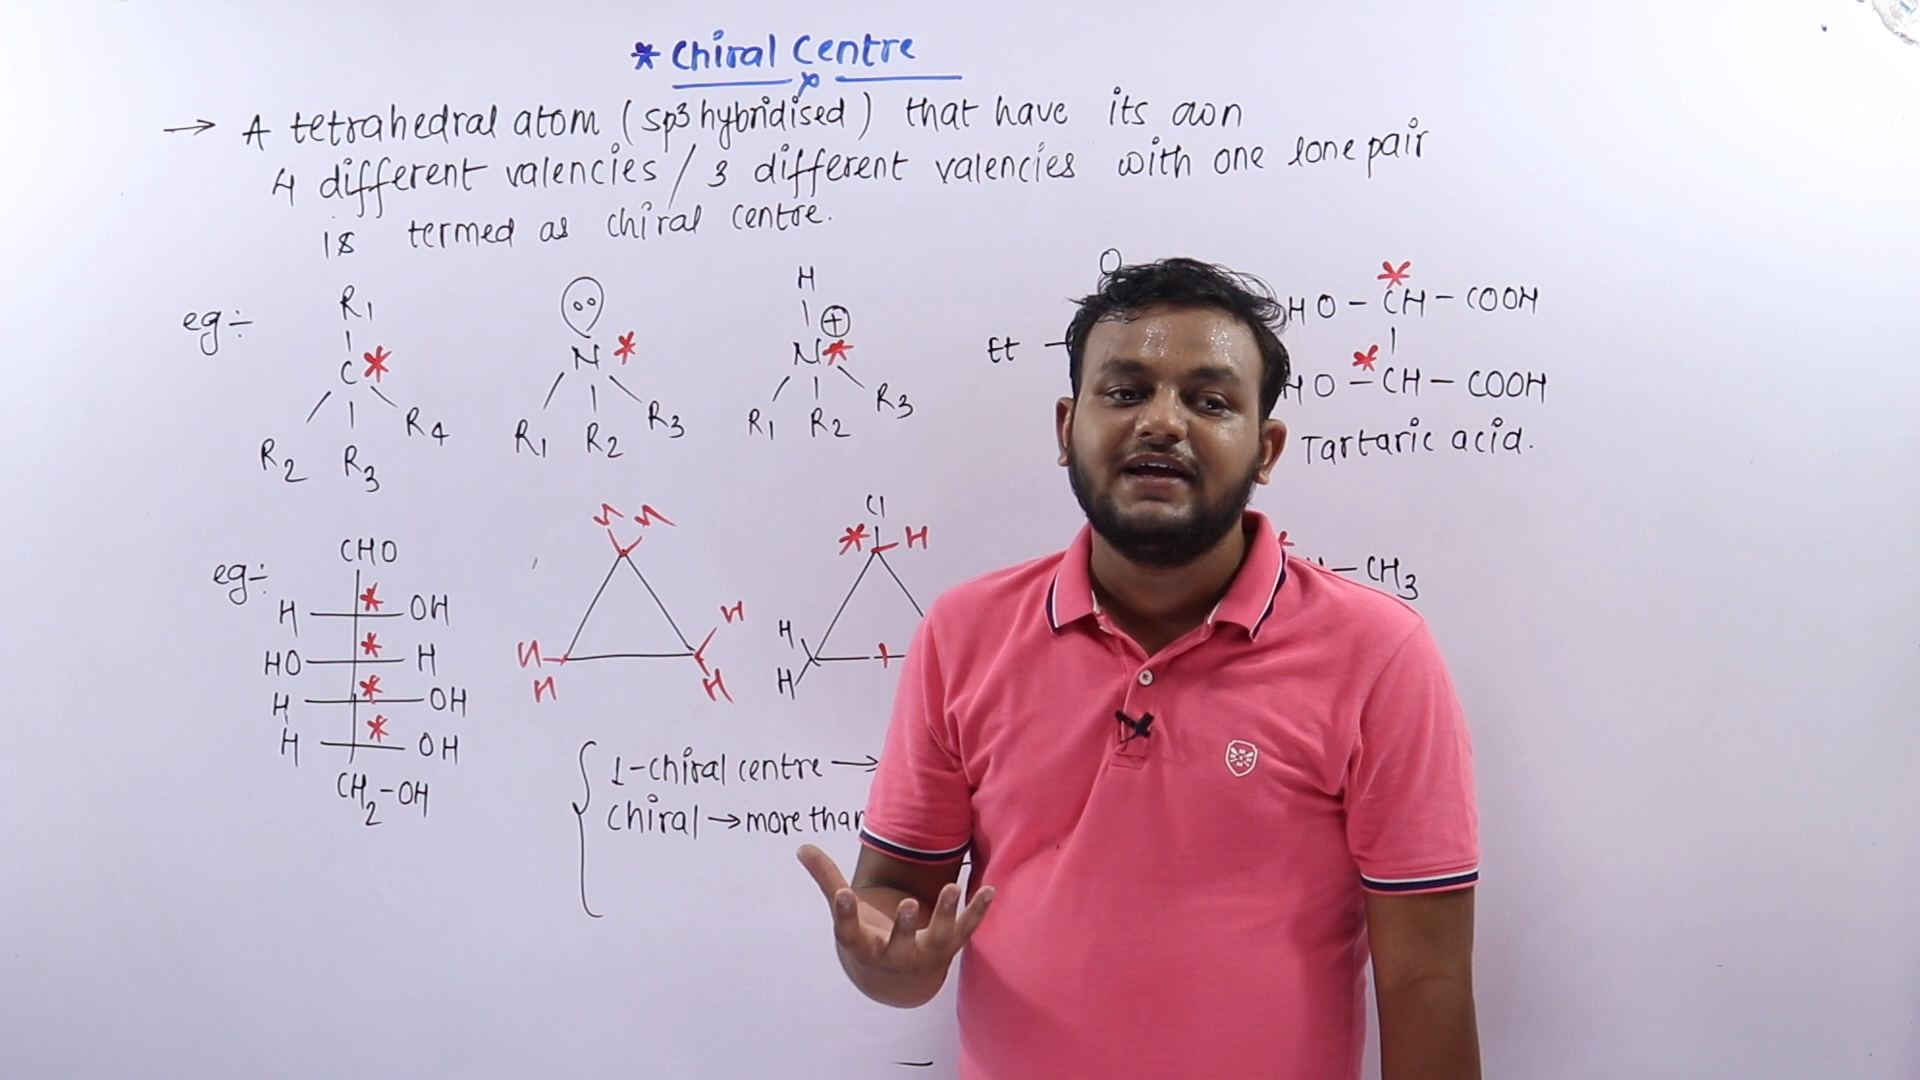 * Chiral Centre
→ A tetrahedral atom (sp3 hybridised) that have its own
4 different valencies / 3 different valencies with one lone pair
is termed as chiral centre.
eg:-
R1
C *
R2 R3 R4
N *
R1 R2 R3
H
N * ⊕
R1 R2 R3
Et
O
HO - CH - COOH
*
HO - CH - COOH
*
Tartaric acid.
eg:-
CHO
H * OH
HO * H
H * OH
H * OH
CH2-OH
H
H
H
H
Cl
* H
H
H
- CH3
1-chiral centre →
chiral → more than